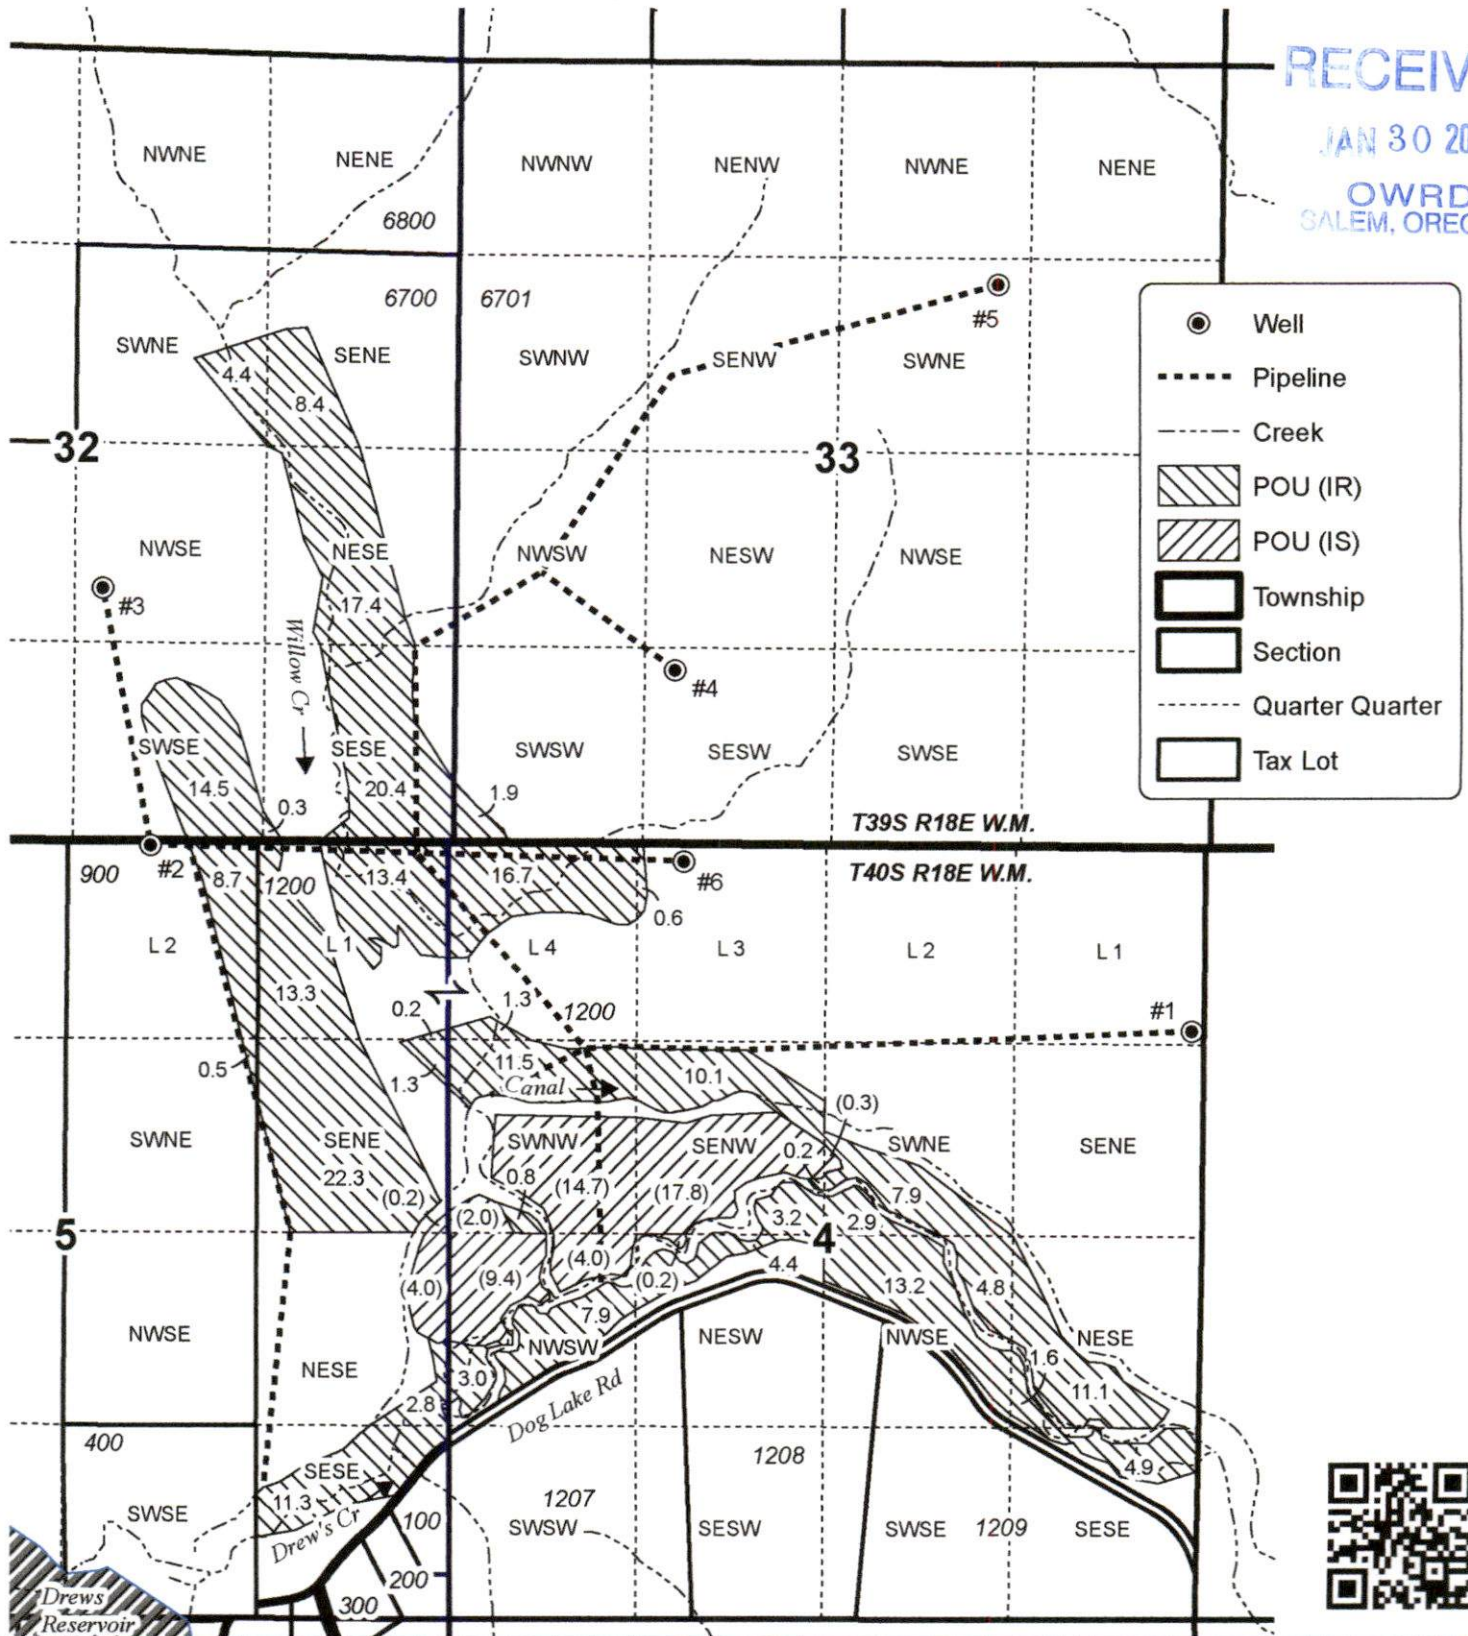 RECEIV
JAN 30 20
OWRD
SALEM, OREG
NWNE
NENE
NWNW
NENW
NWNE
NENE
6800
6700
6701
#5
SWNE
SENE
SWNW
SENW
SWNE
4.4
8.4
32
33
Well
Pipeline
Creek
POU (IR)
POU (IS)
Township
Section
Quarter Quarter
Tax Lot
NWSE
NESE
NWSW
NESW
NWSE
#3
17.4
Willow Cr
#4
SWSE
SESE
SWSW
SESW
SWSE
14.5
0.3
20.4
1.9
T39S R18E W.M.
900
#2
8.7
1200
13.4
16.7
#6
T40S R18E W.M.
0.6
L 2
L 1
L 4
L 3
L 2
L 1
13.3
0.2
1.3
1200
#1
0.5
1.3
11.5
10.1
Canal
(0.3)
SWNE
SENE
SWNW
SENW
0.2
SWNE
SENE
22.3
(0.2)
0.8
(14.7)
(17.8)
7.9
(2.0)
3.2
2.9
5
4
(4.0)
(9.4)
(4.0)
(0.2)
4.4
13.2
4.8
7.9
NWSE
NESE
NWSW
NESW
NWSE
NESE
3.0
1.6
11.1
2.8
Dog Lake Rd
400
SESE
1208
4.9
11.3
SWSE
Drew's Cr
100
1207
SWSW
SESW
SWSE
1209
SESE
200
300
Drews
Reservoir